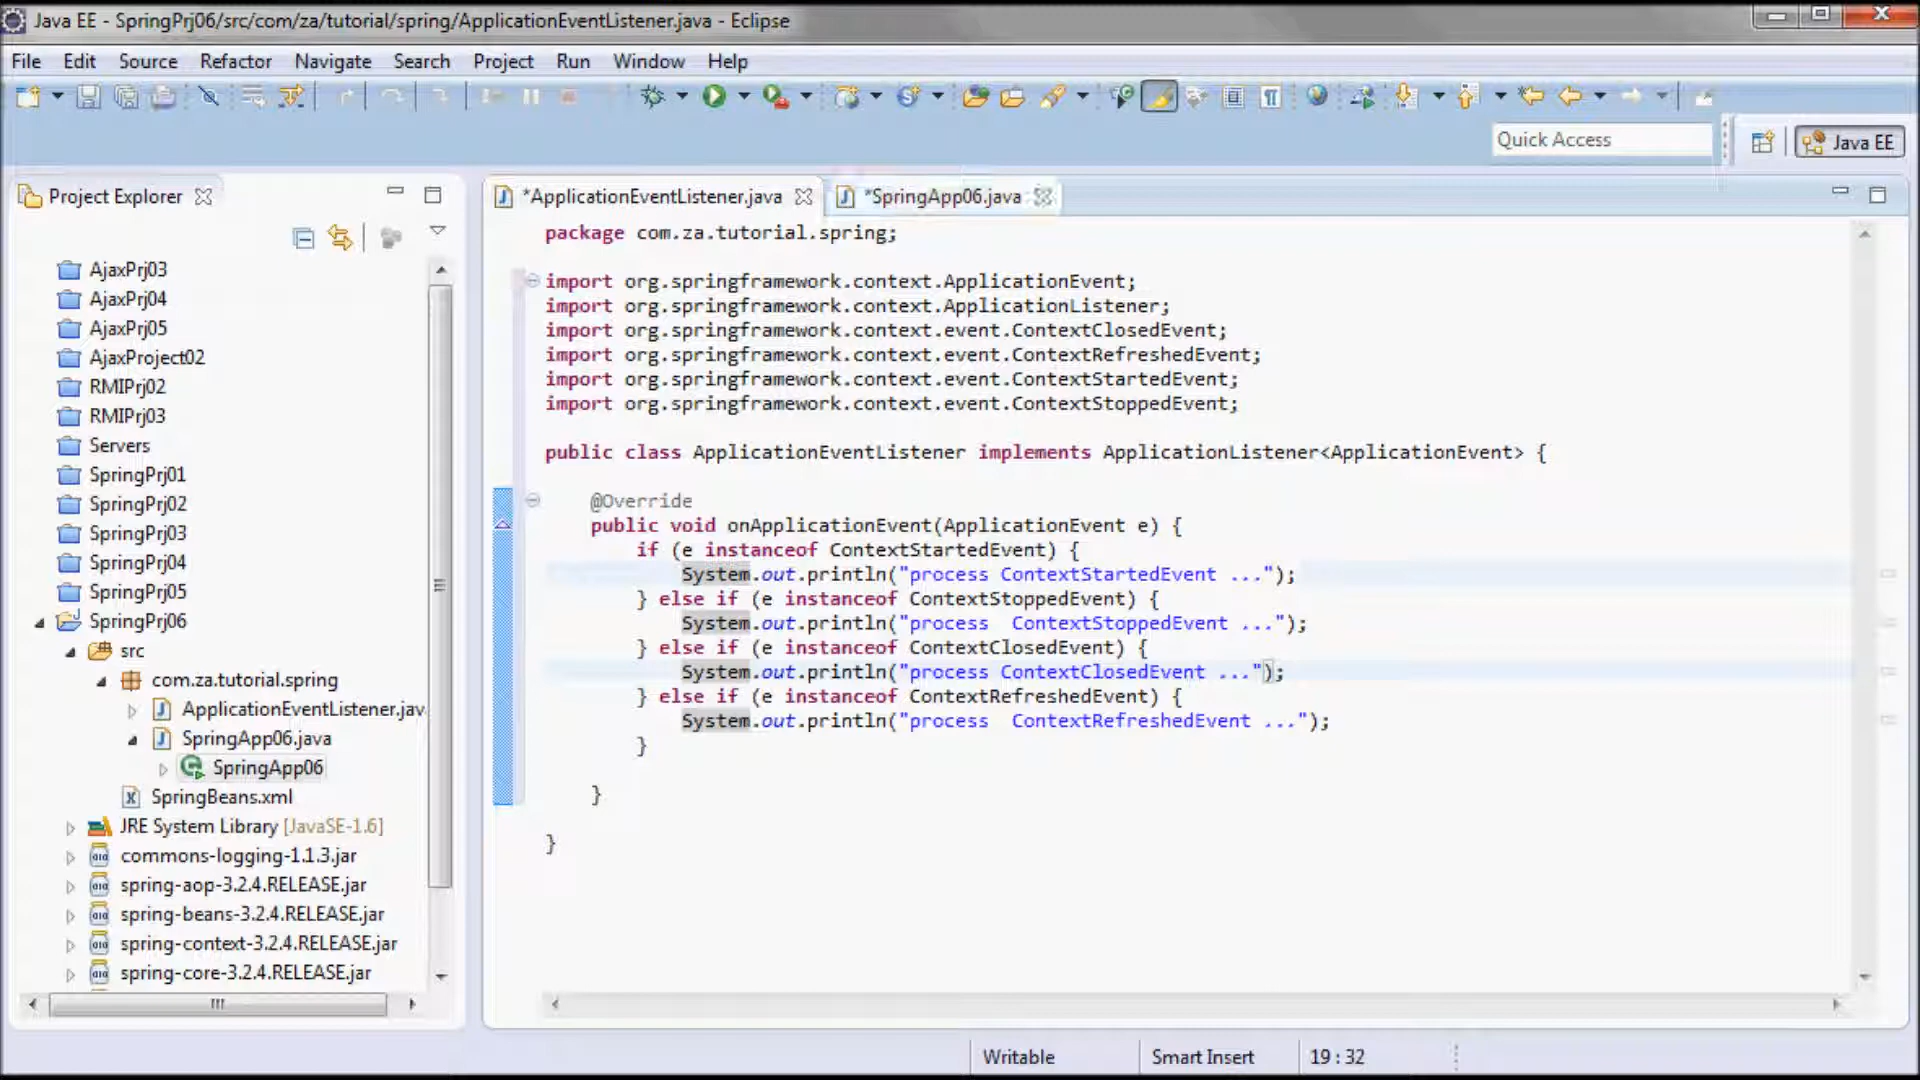 Java EE - SpringPrj06/src/com/za/tutorial/spring/ApplicationEventListener.java - Eclipse
File Edit Source Refactor Navigate Search Project Run Window Help
Quick Access
Java EE
Project Explorer
AjaxPrj03
AjaxPrj04
AjaxPrj05
AjaxProject02
RMIPrj02
RMIPrj03
Servers
SpringPrj01
SpringPrj02
SpringPrj03
SpringPrj04
SpringPrj05
SpringPrj06
src
com.za.tutorial.spring
ApplicationEventListener.jav
SpringApp06.java
SpringApp06
SpringBeans.xml
JRE System Library [JavaSE-1.6]
commons-logging-1.1.3.jar
spring-aop-3.2.4.RELEASE.jar
spring-beans-3.2.4.RELEASE.jar
spring-context-3.2.4.RELEASE.jar
spring-core-3.2.4.RELEASE.jar
*ApplicationEventListener.java *SpringApp06.java
package com.za.tutorial.spring;
import org.springframework.context.ApplicationEvent;
import org.springframework.context.ApplicationListener;
import org.springframework.context.event.ContextClosedEvent;
import org.springframework.context.event.ContextRefreshedEvent;
import org.springframework.context.event.ContextStartedEvent;
import org.springframework.context.event.ContextStoppedEvent;
public class ApplicationEventListener implements ApplicationListener<ApplicationEvent> {
@Override
public void onApplicationEvent(ApplicationEvent e) {
if (e instanceof ContextStartedEvent) {
System.out.println("process ContextStartedEvent ...");
} else if (e instanceof ContextStoppedEvent) {
System.out.println("process  ContextStoppedEvent ...");
} else if (e instanceof ContextClosedEvent) {
System.out.println("process ContextClosedEvent ...");
} else if (e instanceof ContextRefreshedEvent) {
System.out.println("process  ContextRefreshedEvent ...");
}
}
}
Writable Smart Insert 19 : 32